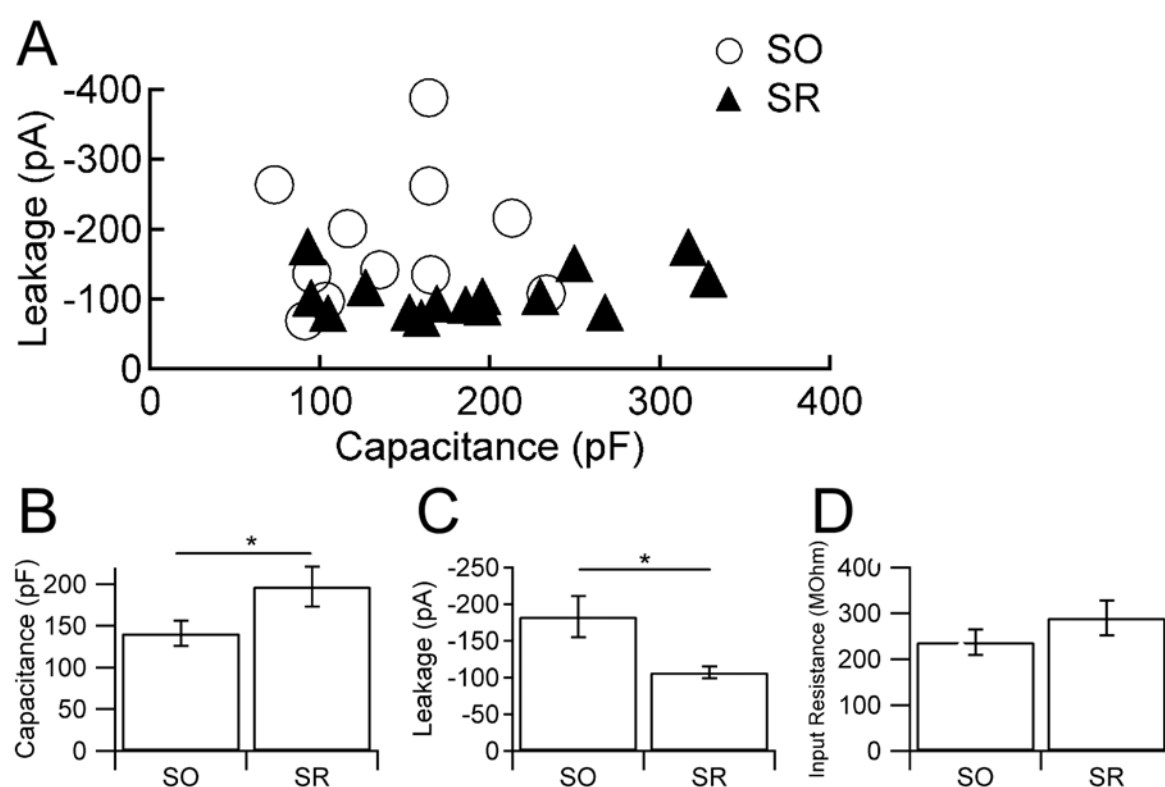 A
SO
SR
Leakage (pA)
-400
-300
-200
-100
0
0 100 200 300 400
Capacitance (pF)
B
Capacitance (pF)
200
150
100
50
0
*
SO SR
C
Leakage (pA)
-250
-200
-150
-100
-50
0
*
SO SR
D
Input Resistance (MOhm)
400
300
200
100
0
SO SR